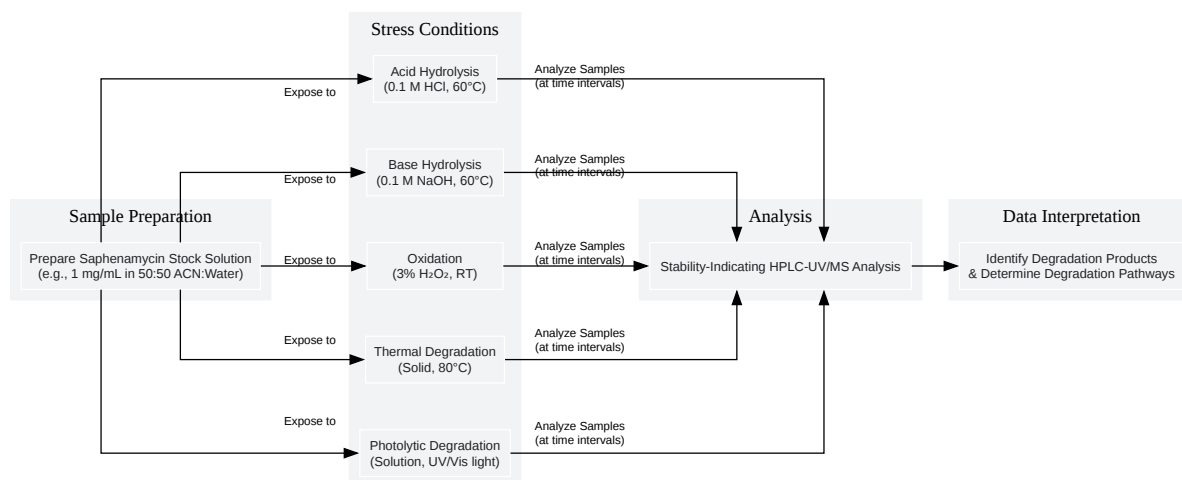 Stress Conditions
Acid Hydrolysis
(0.1 M HCl, 60°C)
Expose to
Analyze Samples
(at time intervals)
Base Hydrolysis
(0.1 M NaOH, 60°C)
Expose to
Analyze Samples
(at time intervals)
Sample Preparation
Prepare Saphenamycin Stock Solution
(e.g., 1 mg/mL in 50:50 ACN:Water)
Expose to
Oxidation
(3% H₂O₂, RT)
Analyze Samples
(at time intervals)
Analysis
Stability-Indicating HPLC-UV/MS Analysis
Data Interpretation
Identify Degradation Products
& Determine Degradation Pathways
Expose to
Thermal Degradation
(Solid, 80°C)
Analyze Samples
(at time intervals)
Expose to
Photolytic Degradation
(Solution, UV/Vis light)
Analyze Samples
(at time intervals)